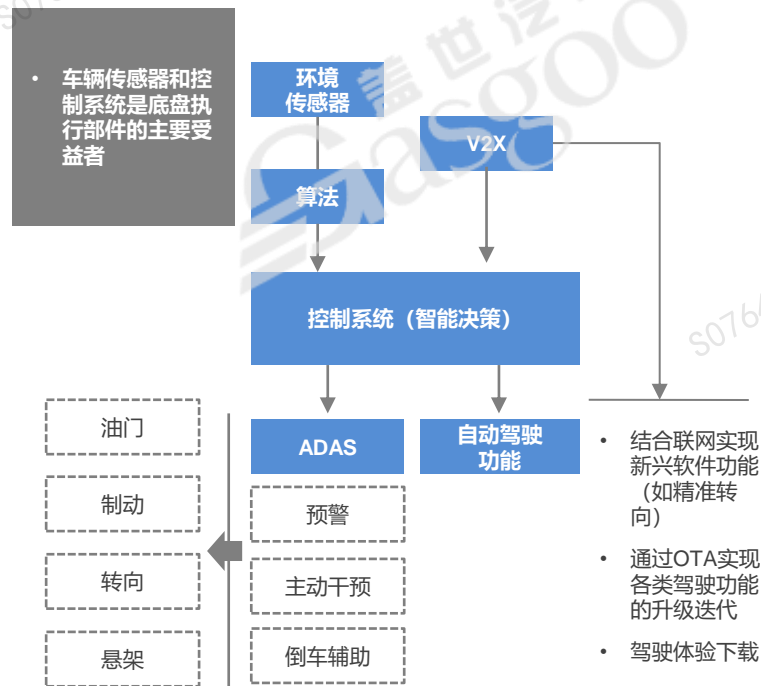 • 车辆传感器和控
制系统是底盘执
行部件的主要受
益者
环境
传感器
V2X
算法
控制系统（智能决策）
ADAS
自动驾驶
功能
油门
制动
转向
悬架
预警
主动干预
倒车辅助
• 结合联网实现
新兴软件功能
（如精准转
向）
• 通过OTA实现
各类驾驶功能
的升级迭代
• 驾驶体验下载
Gasgoo
S0764